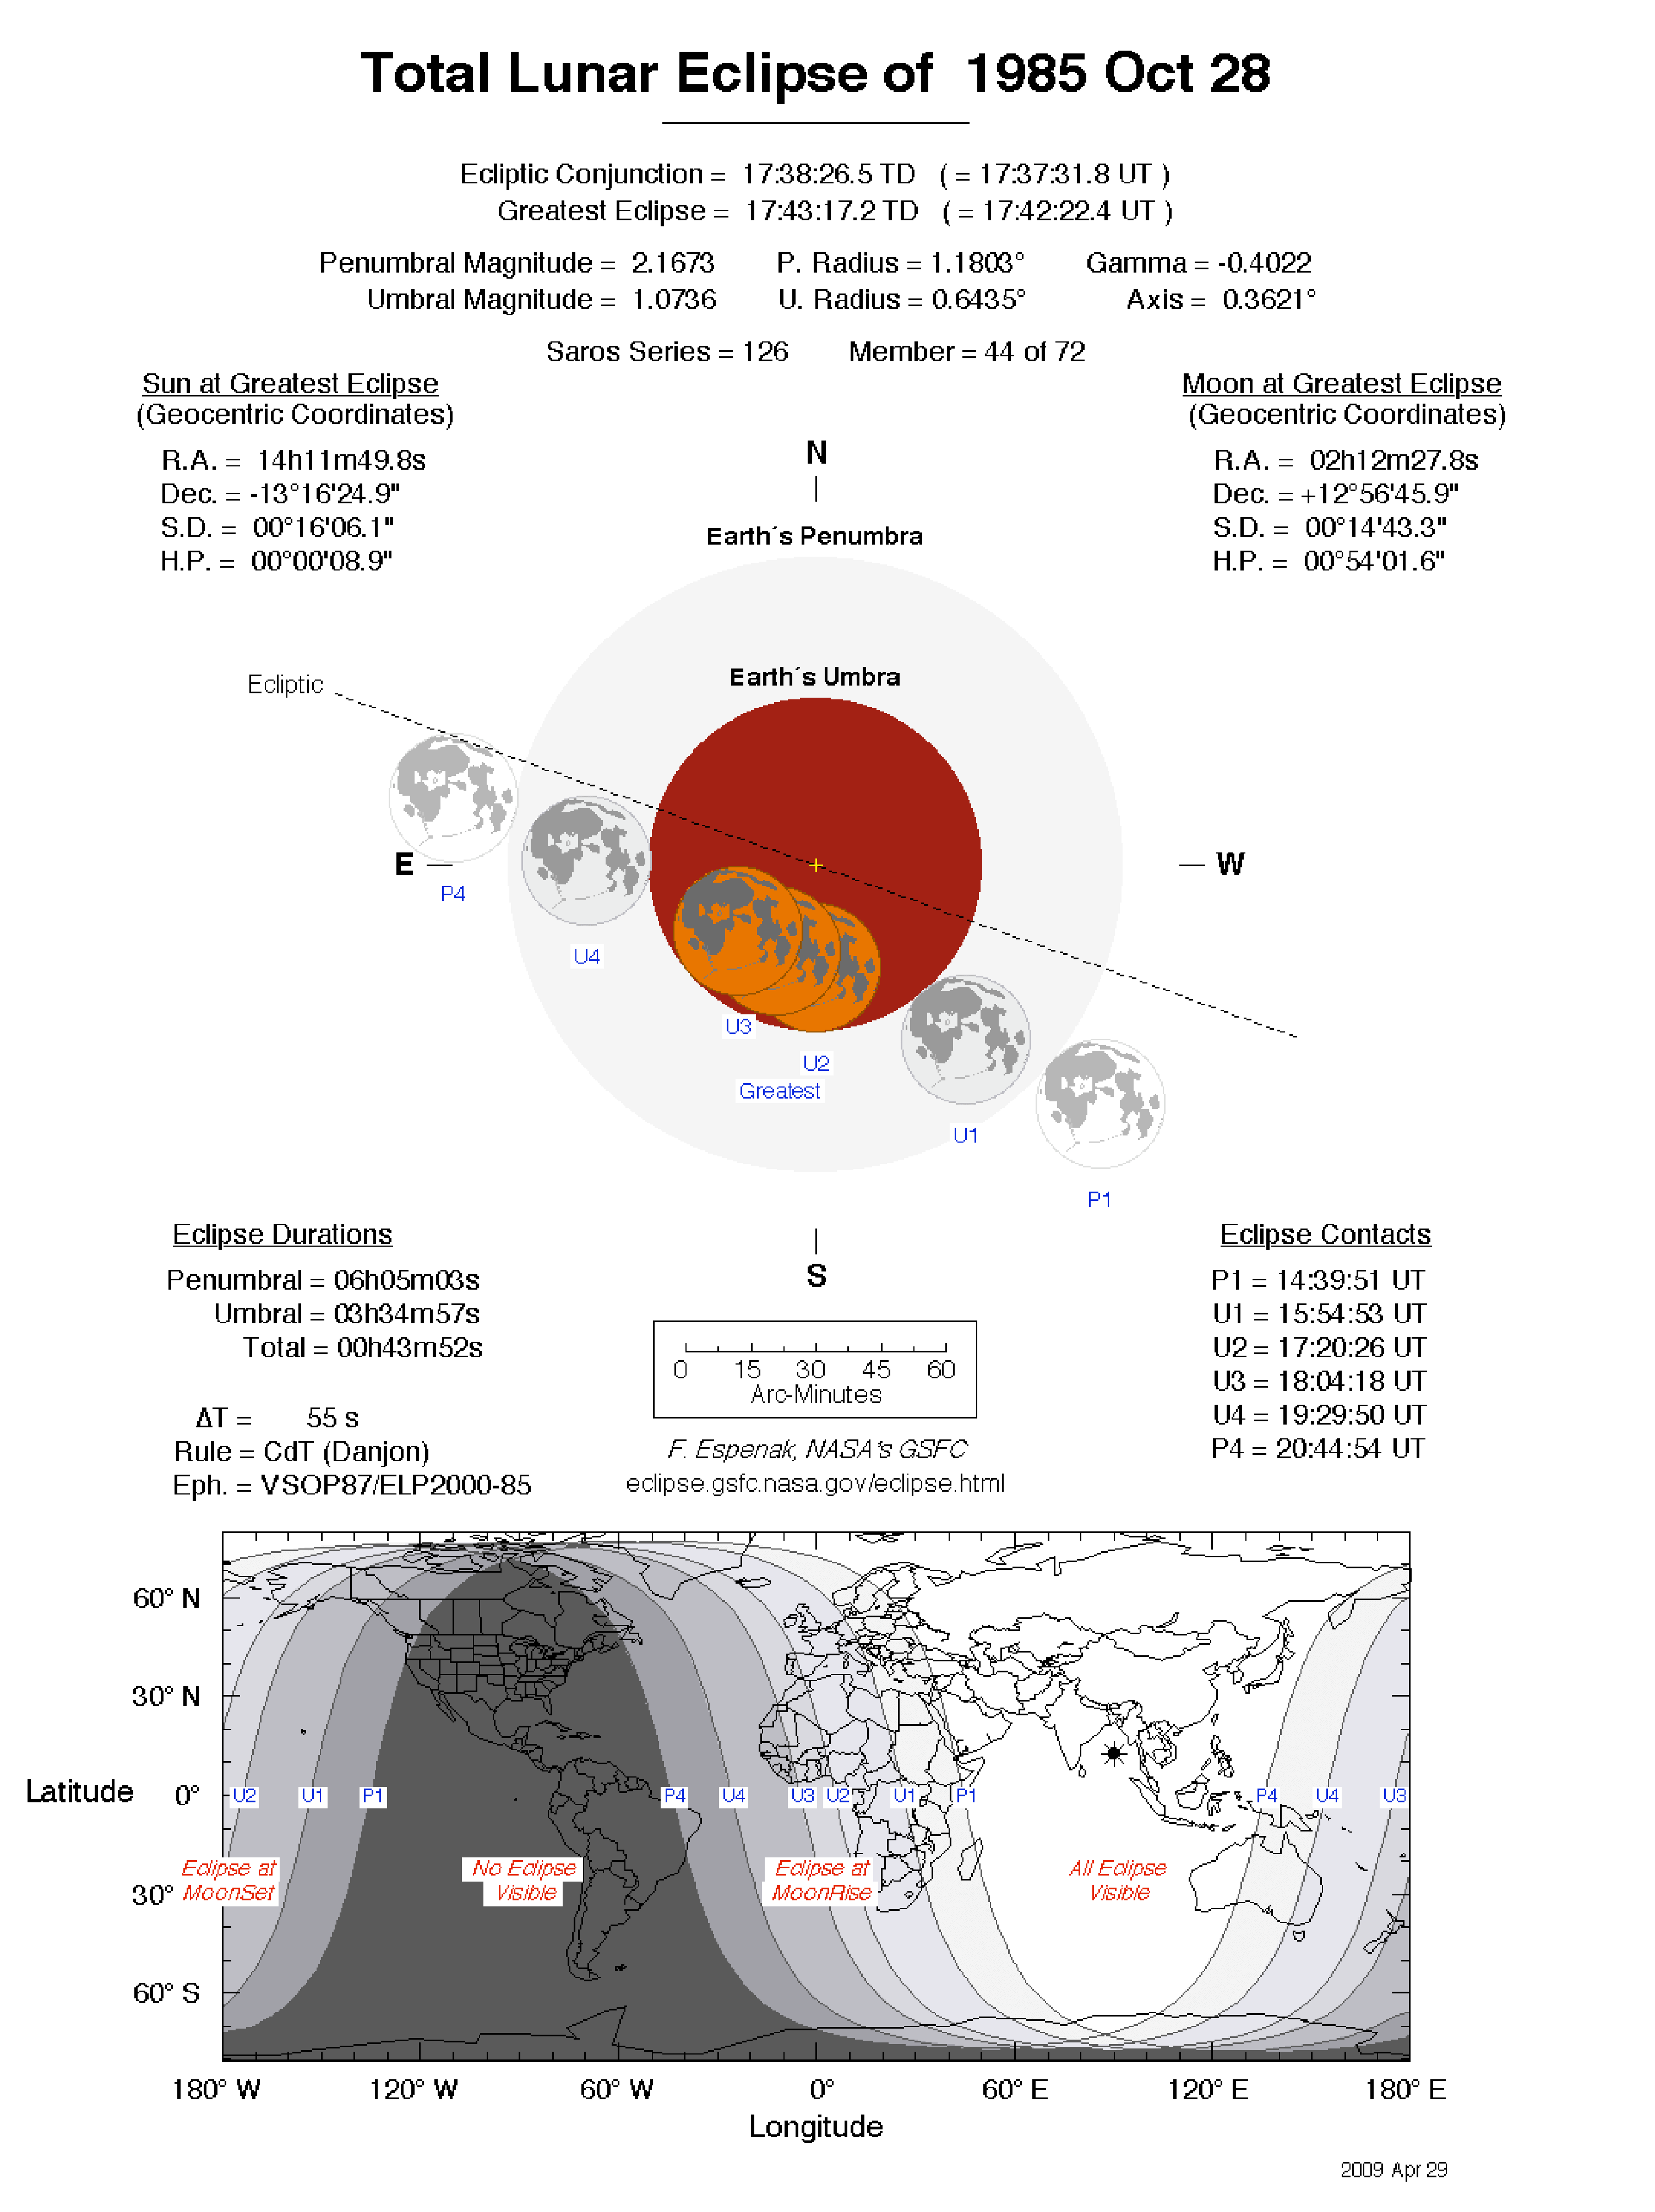 Total Lunar Eclipse of 1985 Oct 28
Ecliptic Conjunction = 17:38:26.5 TD ( = 17:37:31.8 UT )
Greatest Eclipse = 17:43:17.2 TD ( = 17:42:22.4 UT )
Penumbral Magnitude = 2.1673 P. Radius = 1.1803° Gamma = -0.4022
Umbral Magnitude = 1.0736 U. Radius = 0.6435° Axis = 0.3621°
Saros Series = 126 Member = 44 of 72
Sun at Greatest Eclipse
(Geocentric Coordinates)
R.A. = 14h11m49.8s
Dec. = -13°16'24.9"
S.D. = 00°16'06.1"
H.P. = 00°00'08.9"
Moon at Greatest Eclipse
(Geocentric Coordinates)
R.A. = 02h12m27.8s
Dec. = +12°56'45.9"
S.D. = 00°14'43.3"
H.P. = 00°54'01.6"
N
Earth´s Penumbra
Earth´s Umbra
Ecliptic
E
W
P4
U4
U3
U2
Greatest
U1
P1
S
Eclipse Durations
Penumbral = 06h05m03s
Umbral = 03h34m57s
Total = 00h43m52s
ΔT = 55 s
Rule = CdT (Danjon)
Eph. = VSOP87/ELP2000-85
0 15 30 45 60
Arc-Minutes
F. Espenak, NASA's GSFC
eclipse.gsfc.nasa.gov/eclipse.html
Eclipse Contacts
P1 = 14:39:51 UT
U1 = 15:54:53 UT
U2 = 17:20:26 UT
U3 = 18:04:18 UT
U4 = 19:29:50 UT
P4 = 20:44:54 UT
60° N
30° N
Latitude 0°
30° S
60° S
U2 U1 P1 P4 U4 U3 U2 U1 P1 P4 U4 U3
Eclipse at
MoonSet
No Eclipse
Visible
Eclipse at
MoonRise
All Eclipse
Visible
180° W 120° W 60° W 0° 60° E 120° E 180° E
Longitude
2009 Apr 29